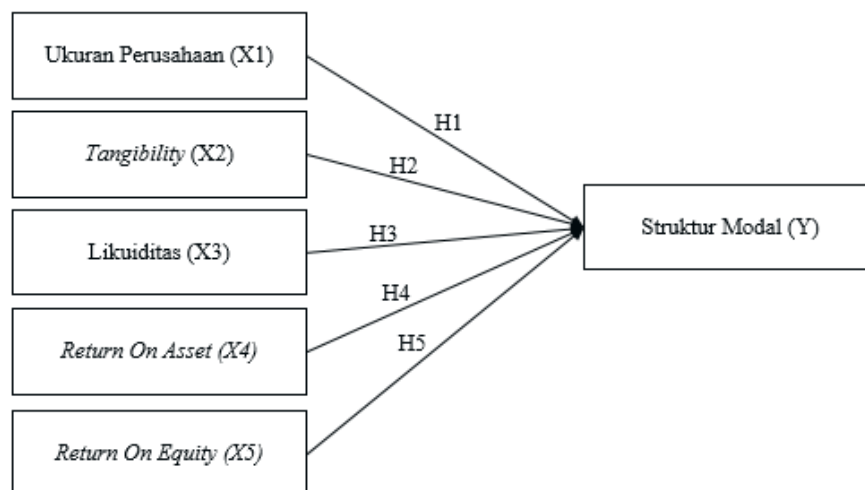 Ukuran Perusahaan (X1)
H1
Tangibility (X2)
H2
Struktur Modal (Y)
Likuiditas (X3)
H3
H4
Return On Asset (X4)
H5
Return On Equity (X5)